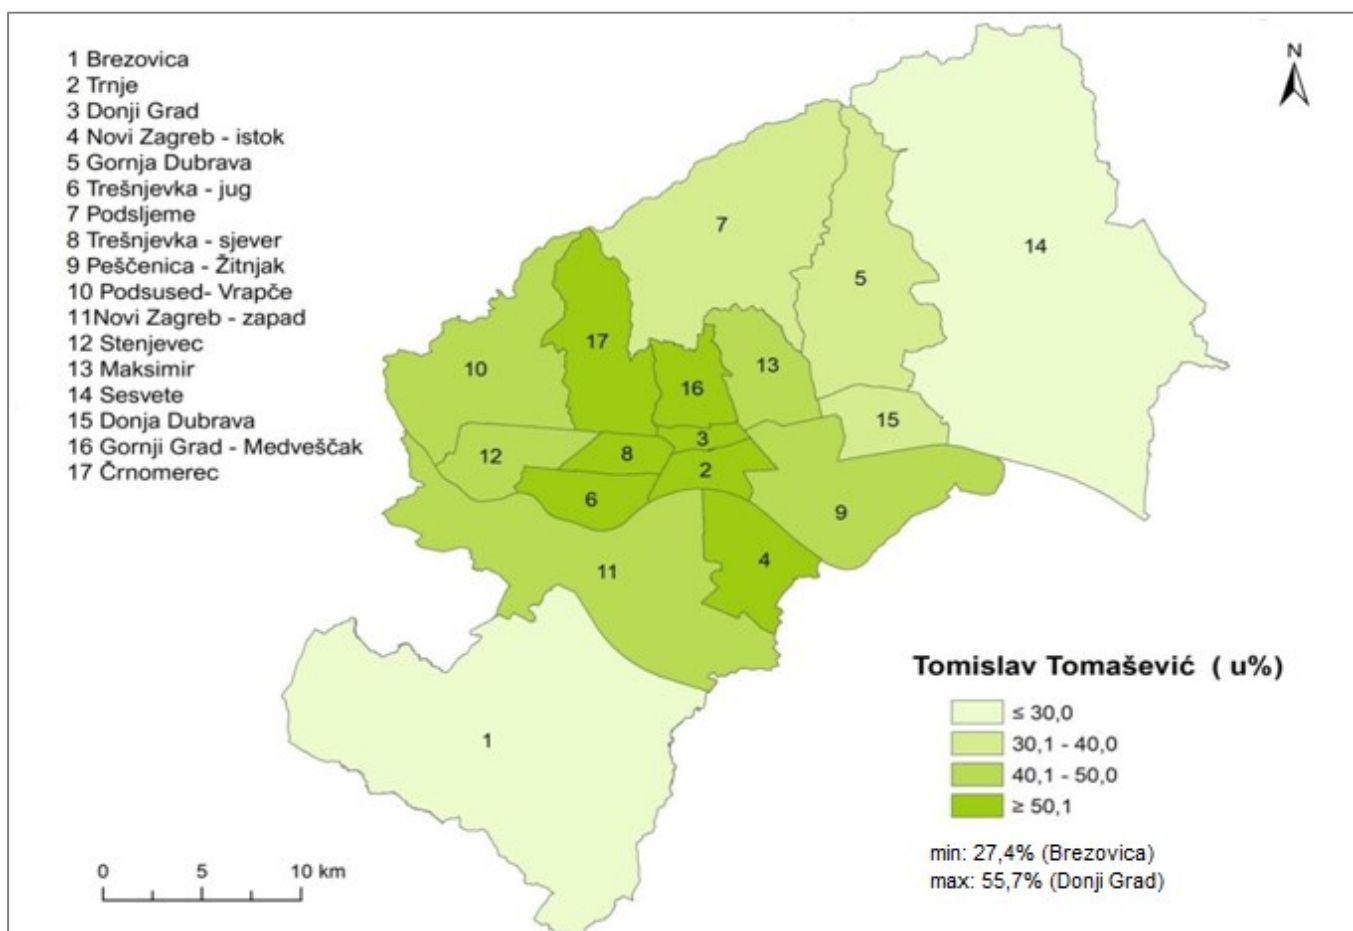 1 Brezovica
2 Trnje
3 Donji Grad
4 Novi Zagreb - istok
5 Gornja Dubrava
6 Trešnjevka - jug
7 Podsljeme
8 Trešnjevka - sjever
9 Peščenica - Žitnjak
10 Podsused- Vrapče
11Novi Zagreb - zapad
12 Stenjevec
13 Maksimir
14 Sesvete
15 Donja Dubrava
16 Gornji Grad - Medveščak
17 Črnomerec
N
7
14
5
17
10
13
16
15
3
12
8
2
6
9
4
11
1
Tomislav Tomašević ( u%)
≤ 30,0
30,1 - 40,0
40,1 - 50,0
≥ 50,1
min: 27,4% (Brezovica)
max: 55,7% (Donji Grad)
0 5 10 km